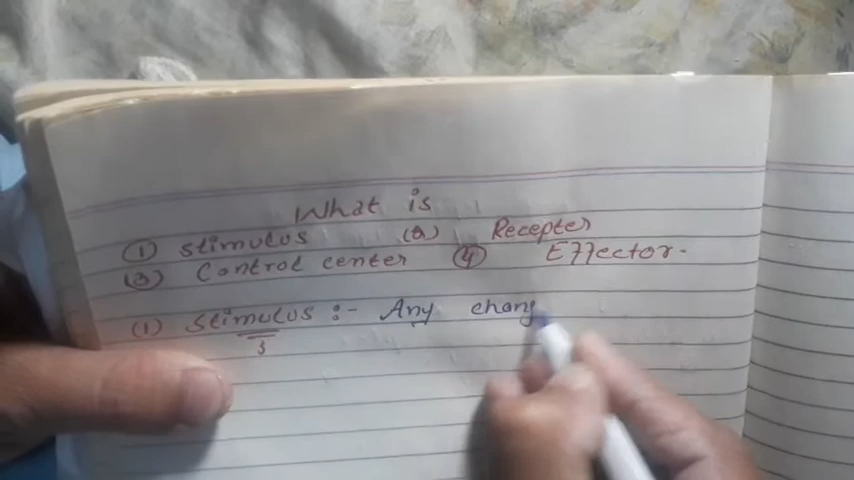 What is
(1) Stimulus (2) Recepter
(3) Control center (4) Effector.
(1) Stimulus :- Any chang